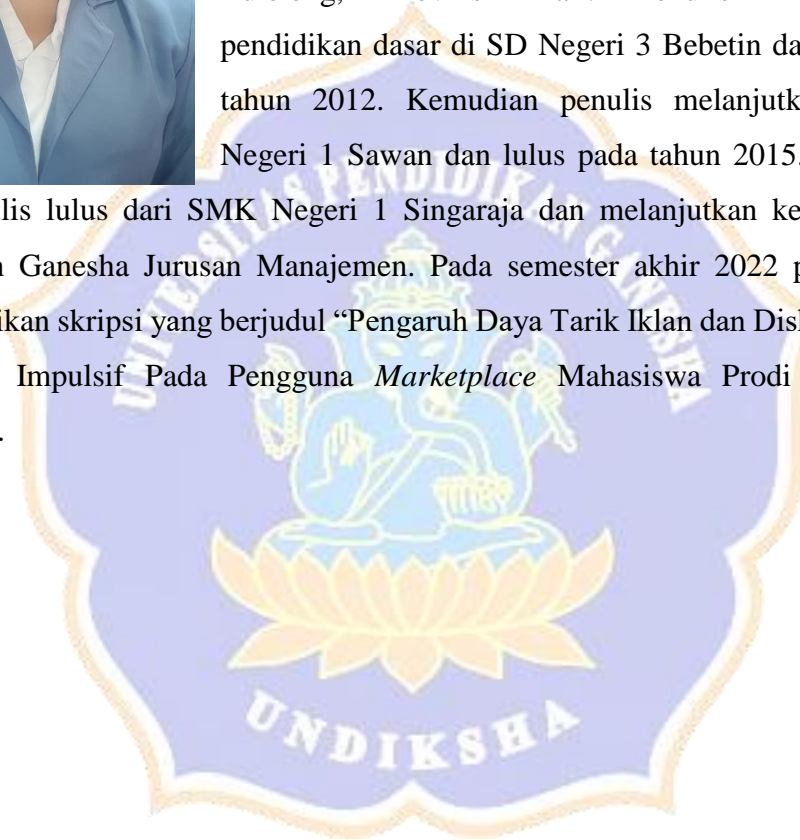 pendidikan dasar di SD Negeri 3 Bebetin da
tahun 2012. Kemudian penulis melanjutk
Negeri 1 Sawan dan lulus pada tahun 2015.
lis lulus dari SMK Negeri 1 Singaraja dan melanjutkan ke
n Ganesha Jurusan Manajemen. Pada semester akhir 2022 p
ikan skripsi yang berjudul “Pengaruh Daya Tarik Iklan dan Disk
Impulsif Pada Pengguna Marketplace Mahasiswa Prodi
.
UNIVERSITAS PENDIDIKAN GANESHA
UNDIKSHA